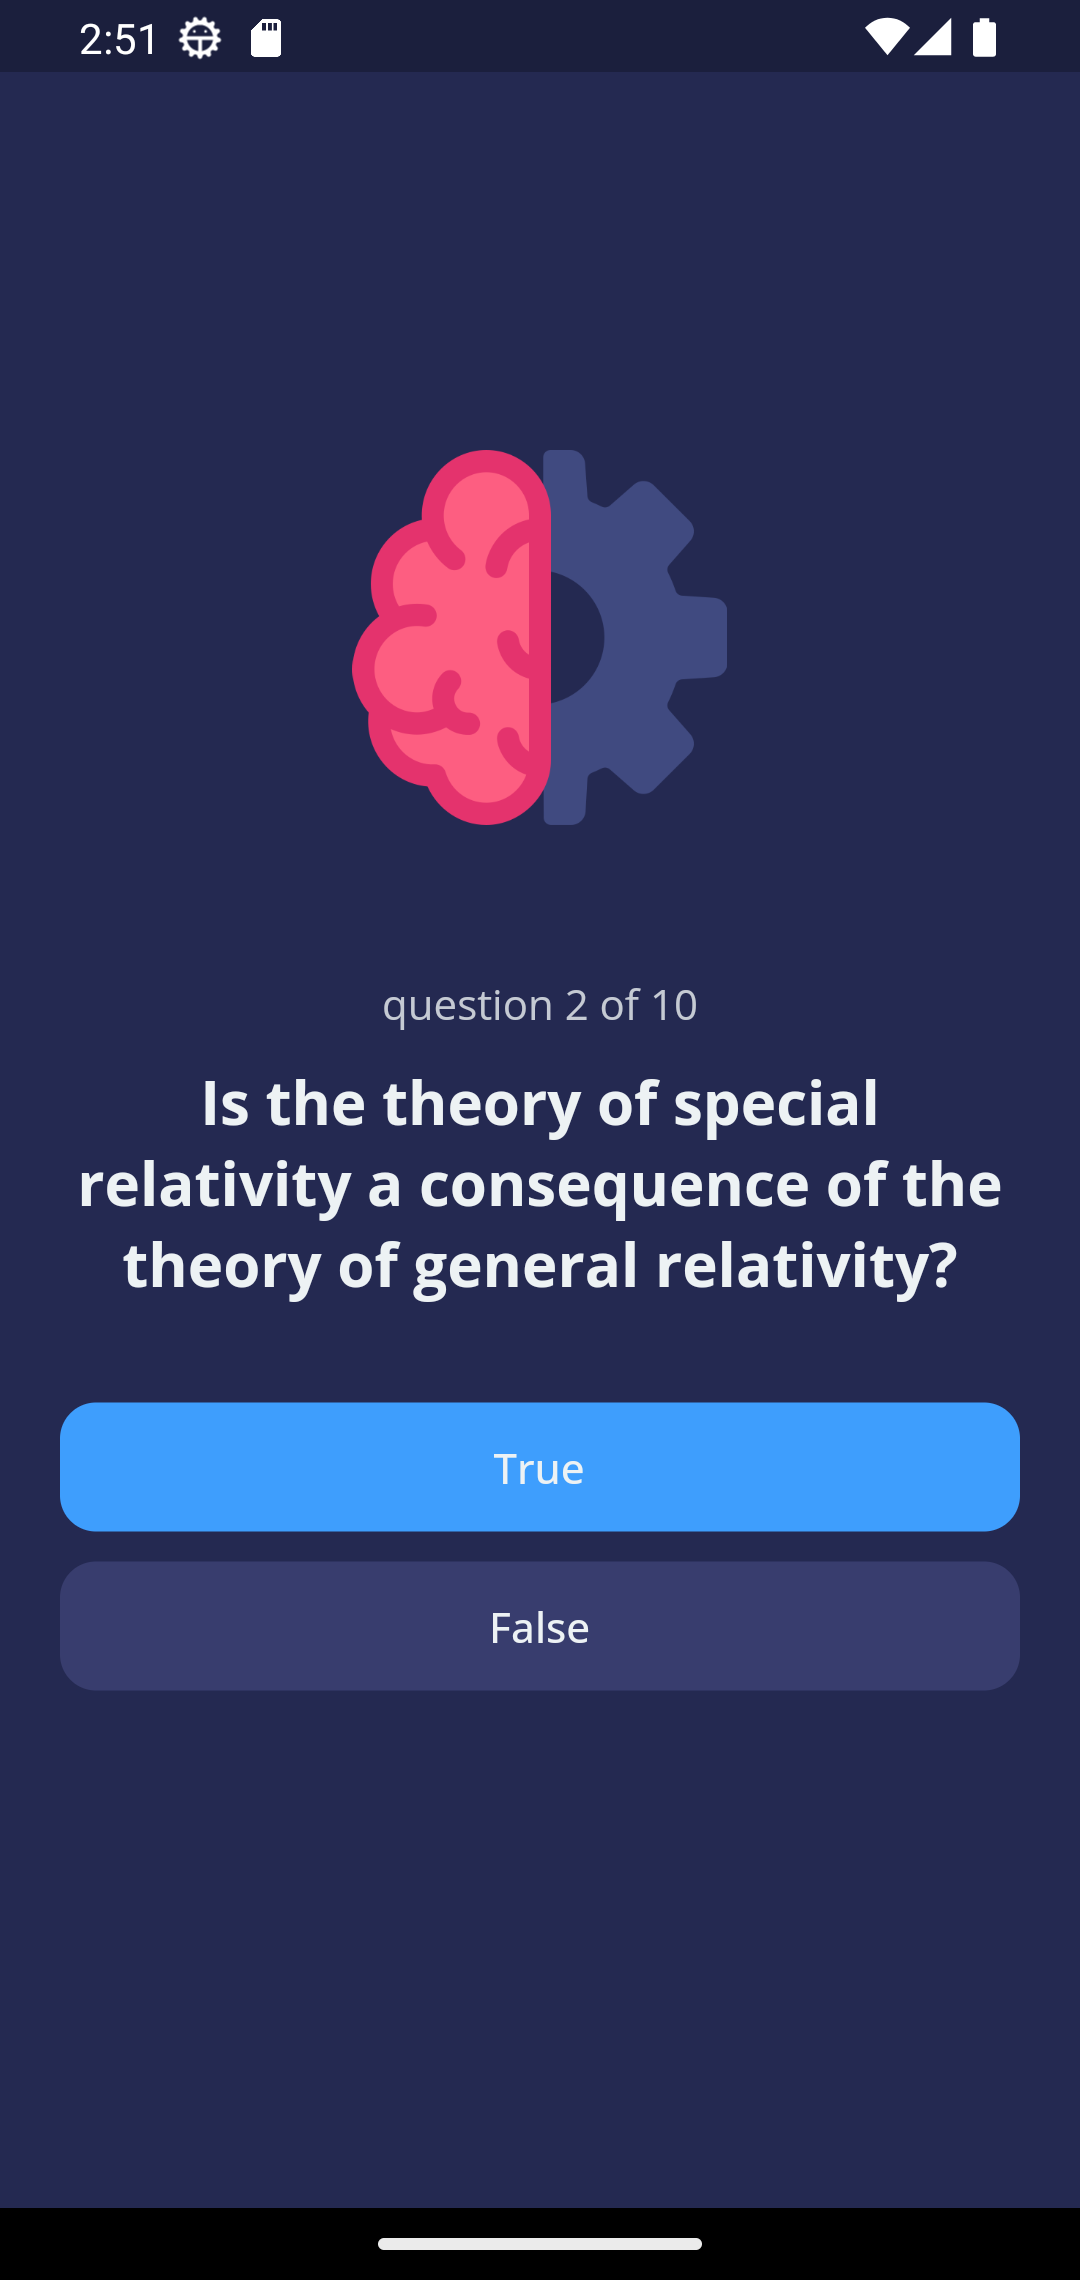 2:51
question 2 of 10
Is the theory of special
relativity a consequence of the
theory of general relativity?
True
False